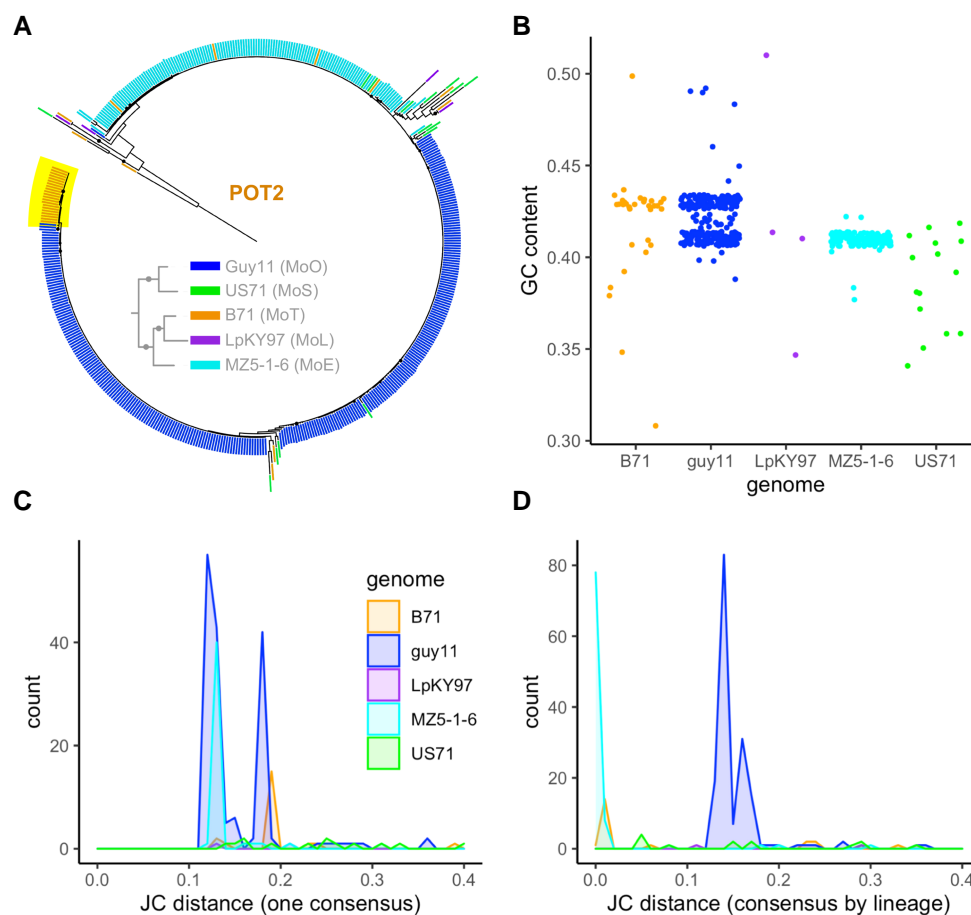 A
POT2
Guy11 (MoO)
US71 (MoS)
B71 (MoT)
LpKY97 (MoL)
MZ5-1-6 (MoE)
B
GC content
0.50
0.45
0.40
0.35
0.30
B71
guy11
LpKY97
MZ5-1-6
US71
genome
C
count
40
20
0
0.0
0.1
0.2
0.3
0.4
JC distance (one consensus)
genome
B71
guy11
LpKY97
MZ5-1-6
US71
D
count
80
60
40
20
0
0.0
0.1
0.2
0.3
0.4
JC distance (consensus by lineage)